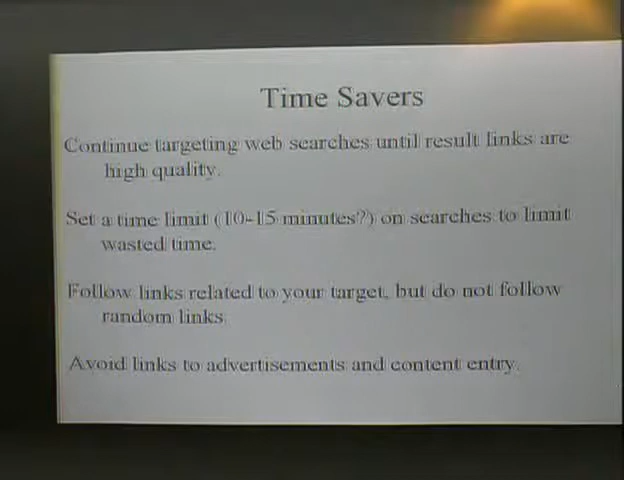 Time Savers
Continue targeting web searches until result links are
high quality.
Set a time limit (10-15 minutes?) on searches to limit
wasted time.
Follow links related to your target, but do not follow
random links.
Avoid links to advertisements and content entry.